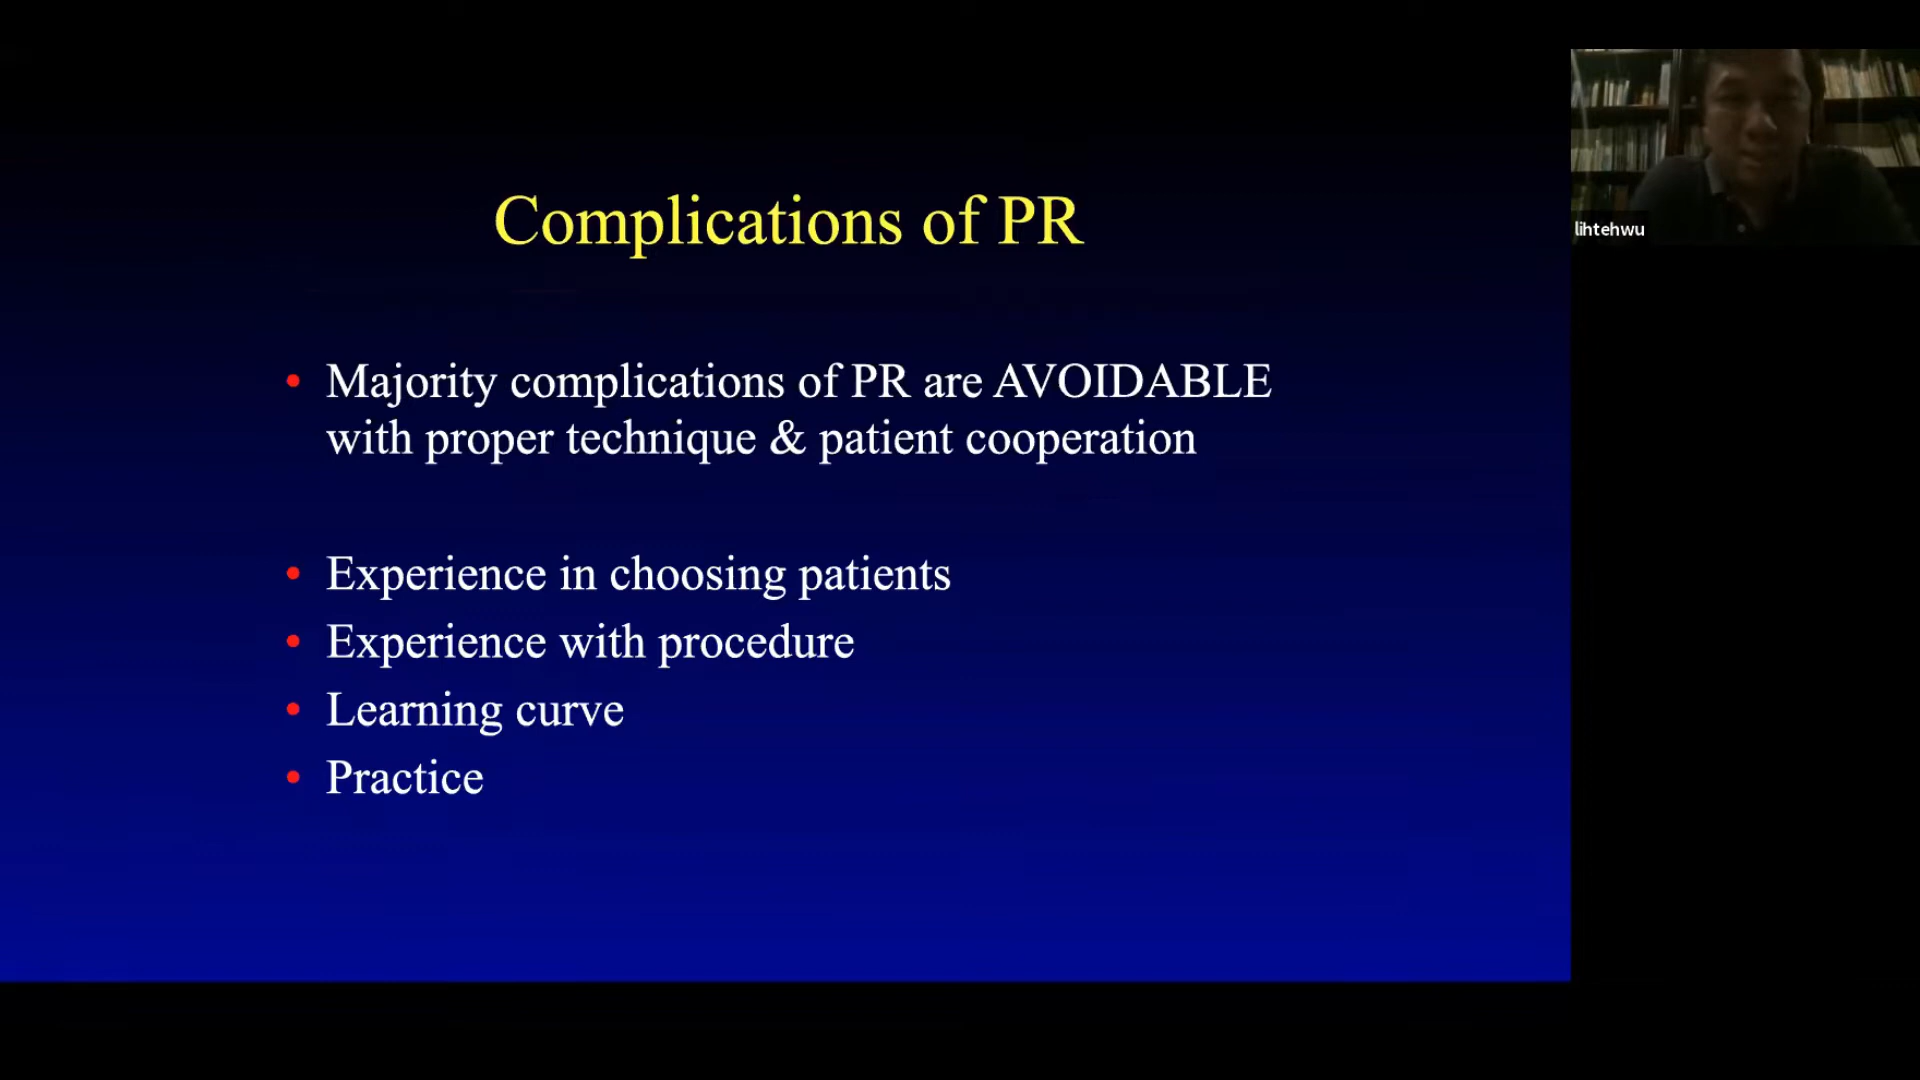 Complications of PR
• Majority complications of PR are AVOIDABLE
with proper technique & patient cooperation
• Experience in choosing patients
• Experience with procedure
• Learning curve
• Practice
lihtehwu